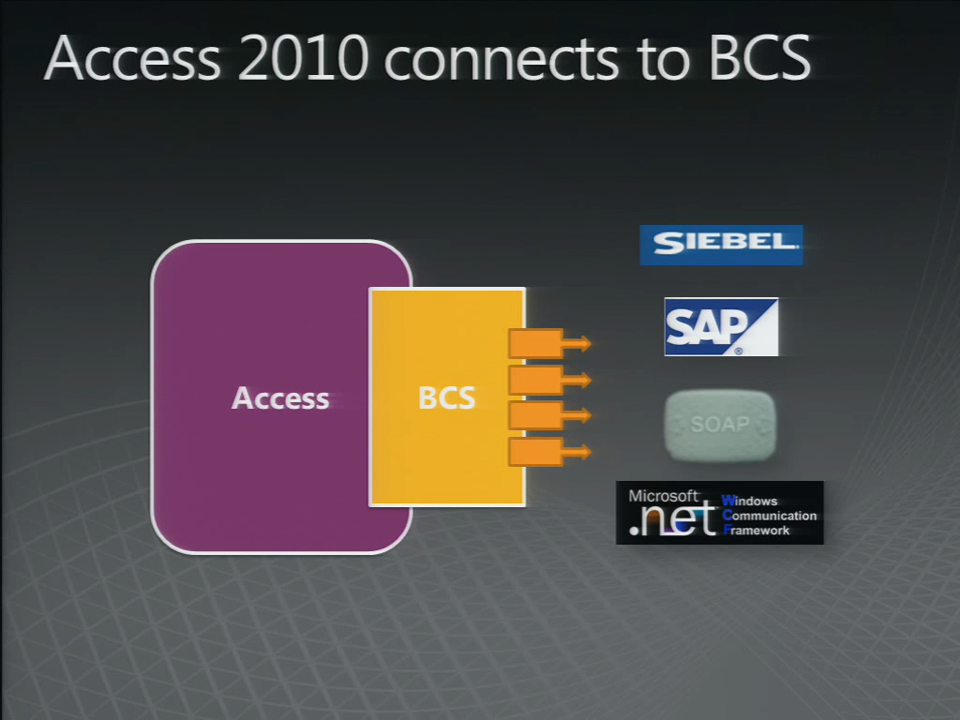 Access 2010 connects to BCS
SIEBEL.
SAP
®
Access
BCS
SOAP
Microsoft
.net
Windows
Communication
Framework